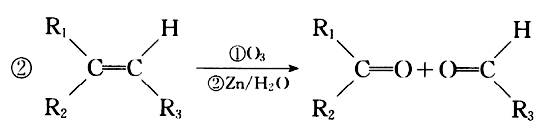 R₁ H H
② C=C ①O₃ R₁ C=O+O=C
R₂ R₃ ②Zn/H₂O R₂ R₃